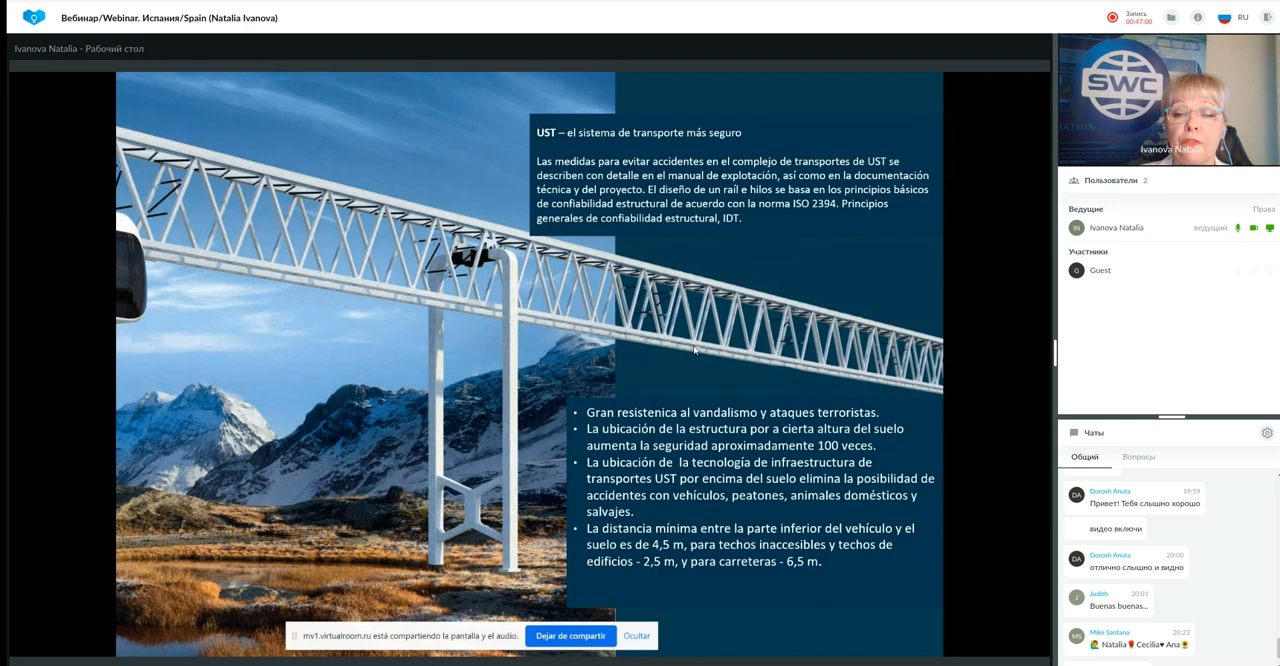 Вебинар/Webinar. Испания/Spain (Natalia Ivanova)
Запись
00:47:00
RU
Ivanova Natalia - Рабочий стол
UST – el sistema de transporte más seguro
Las medidas para evitar accidentes en el complejo de transportes de UST se
describen con detalle en el manual de explotación, así como en la documentación
técnica y del proyecto. El diseño de un raíl e hilos se basa en los principios básicos
de confiabilidad estructural de acuerdo con la norma ISO 2394. Principios
generales de confiabilidad estructural, IDT.
• Gran resistenica al vandalismo y ataques terroristas.
• La ubicación de la estructura por a cierta altura del suelo
aumenta la seguridad aproximadamente 100 veces.
• La ubicación de la tecnología de infraestructura de
transportes UST por encima del suelo elimina la posibilidad de
accidentes con vehículos, peatones, animales domésticos y
salvajes.
• La distancia mínima entre la parte inferior del vehículo y el
suelo es de 4,5 m, para techos inaccesibles y techos de
edificios - 2,5 m, y para carreteras - 6,5 m.
mv1.virtualroom.ru está compartiendo la pantalla y el audio.
Dejar de compartir
Ocultar
SWC
Ivanova Natalia
Пользователи 2
Ведущие
Права
IN
Ivanova Natalia
ведущий
Участники
G
Guest
Чаты
Общий
Вопросы
DA
Dorosh Anuta 19:59
Привет! Тебя слышно хорошо
видео включи
DA
Dorosh Anuta 20:00
отлично слышно и видно
J
Judith 20:01
Buenas buenas...
MS
Mike Santana 20:23
🙋‍♂️ Natalia🌹Cecilia♥ Ana🌻